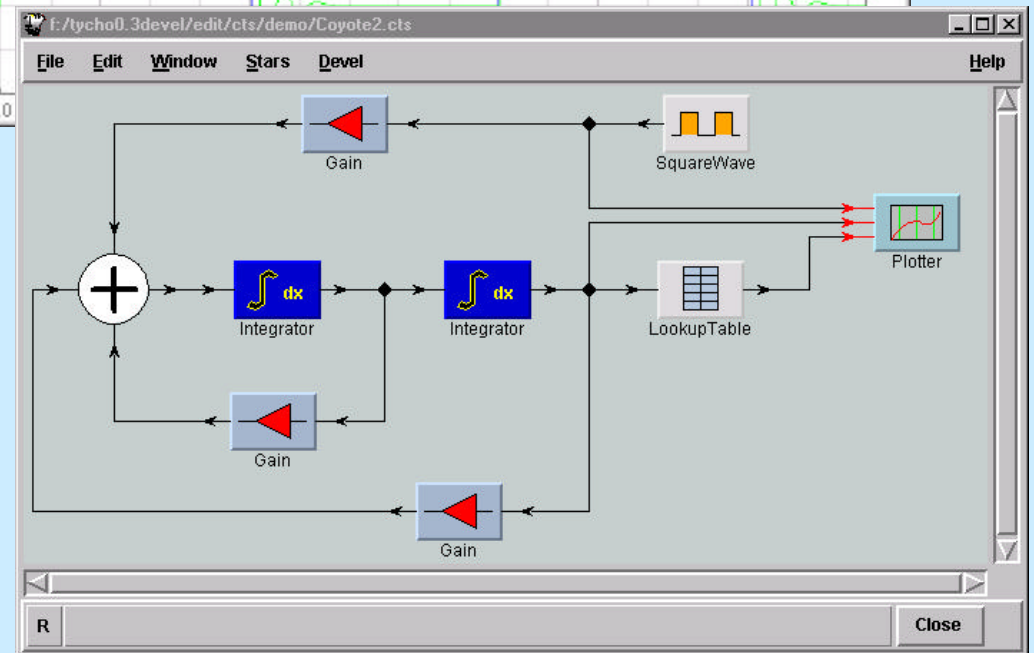 f:/tycho0.3devel/edit/cts/demo/Coyote2.cts
File Edit Window Stars Devel Help
0
Gain
SquareWave
Plotter
dx
dx
Integrator
Integrator
LookupTable
Gain
Gain
R
Close